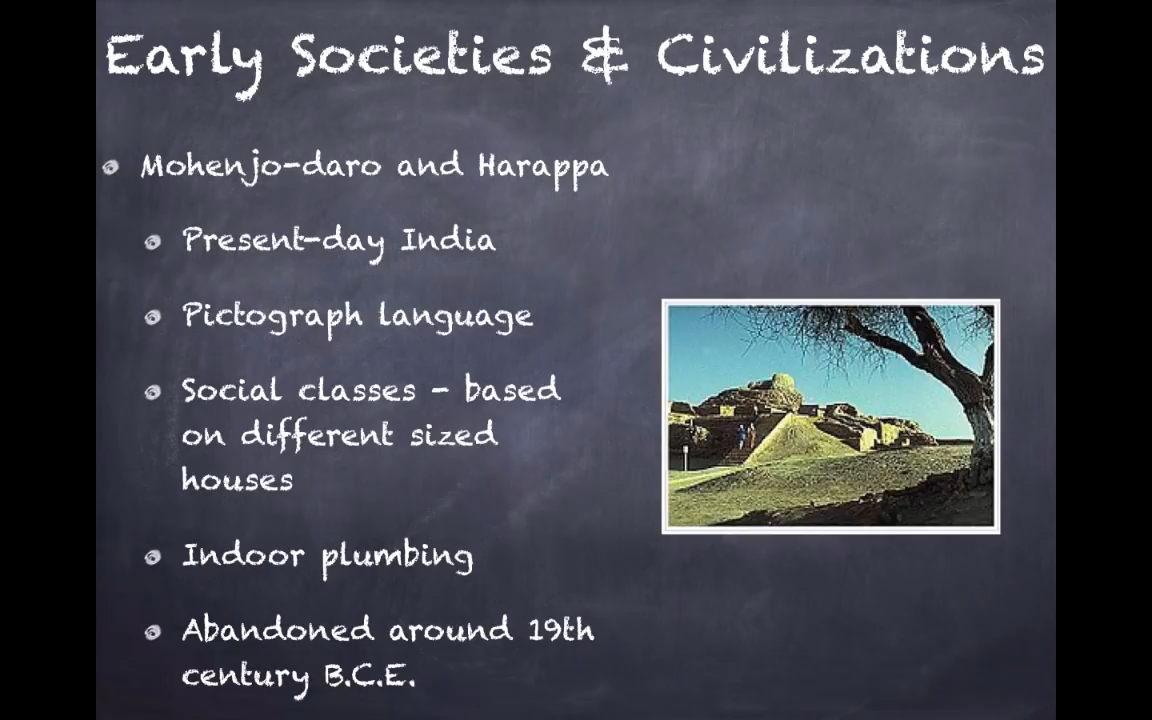 Early Societies & Civilizations
Mohenjo-daro and Harappa
Present-day India
Pictograph language
Social classes - based
on different sized
houses
Indoor plumbing
Abandoned around 19th
century B.C.E.